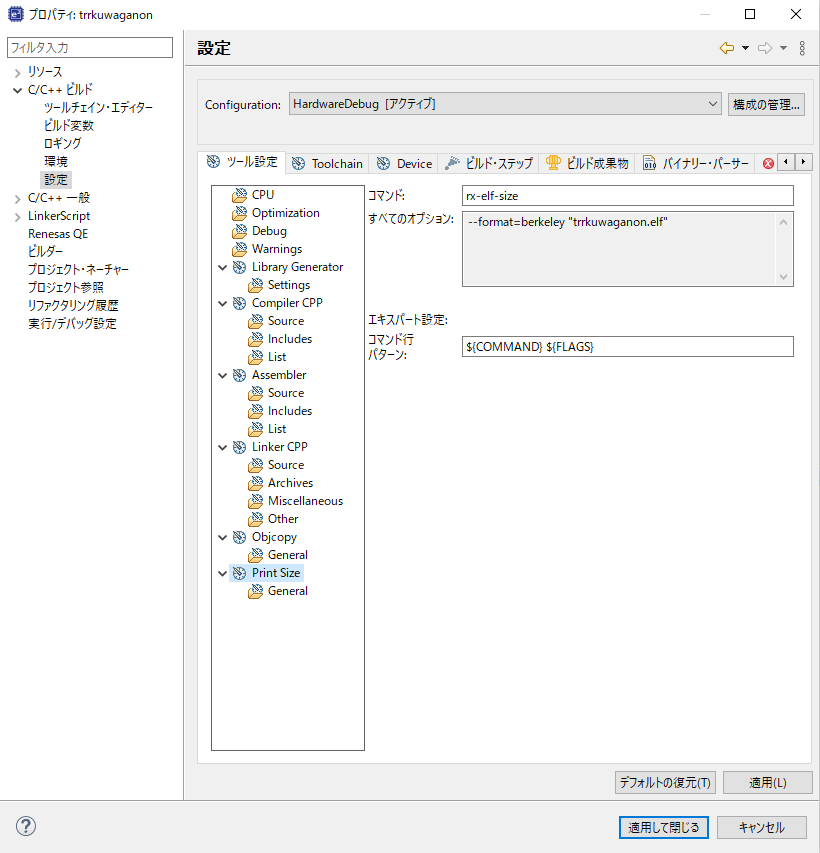 プロパティ: trrkuwaganon
フィルタ入力
リソース
C/C++ ビルド
ツールチェイン・エディター
ビルド変数
ロギング
環境
設定
C/C++ 一般
LinkerScript
Renesas QE
ビルダー
プロジェクト・ネーチャー
プロジェクト参照
リファクタリング履歴
実行/デバッグ設定
設定
Configuration: HardwareDebug [アクティブ] 構成の管理...
ツール設定 Toolchain Device ビルド・ステップ ビルド成果物 バイナリー・パーサー
CPU
Optimization
Debug
Warnings
Library Generator
Settings
Compiler CPP
Source
Includes
List
Assembler
Source
Includes
List
Linker CPP
Source
Archives
Miscellaneous
Other
Objcopy
General
Print Size
General
コマンド: rx-elf-size
すべてのオプション: --format=berkeley "trrkuwaganon.elf"
エキスパート設定:
コマンド行
パターン: ${COMMAND} ${FLAGS}
デフォルトの復元(T) 適用(L)
適用して閉じる キャンセル